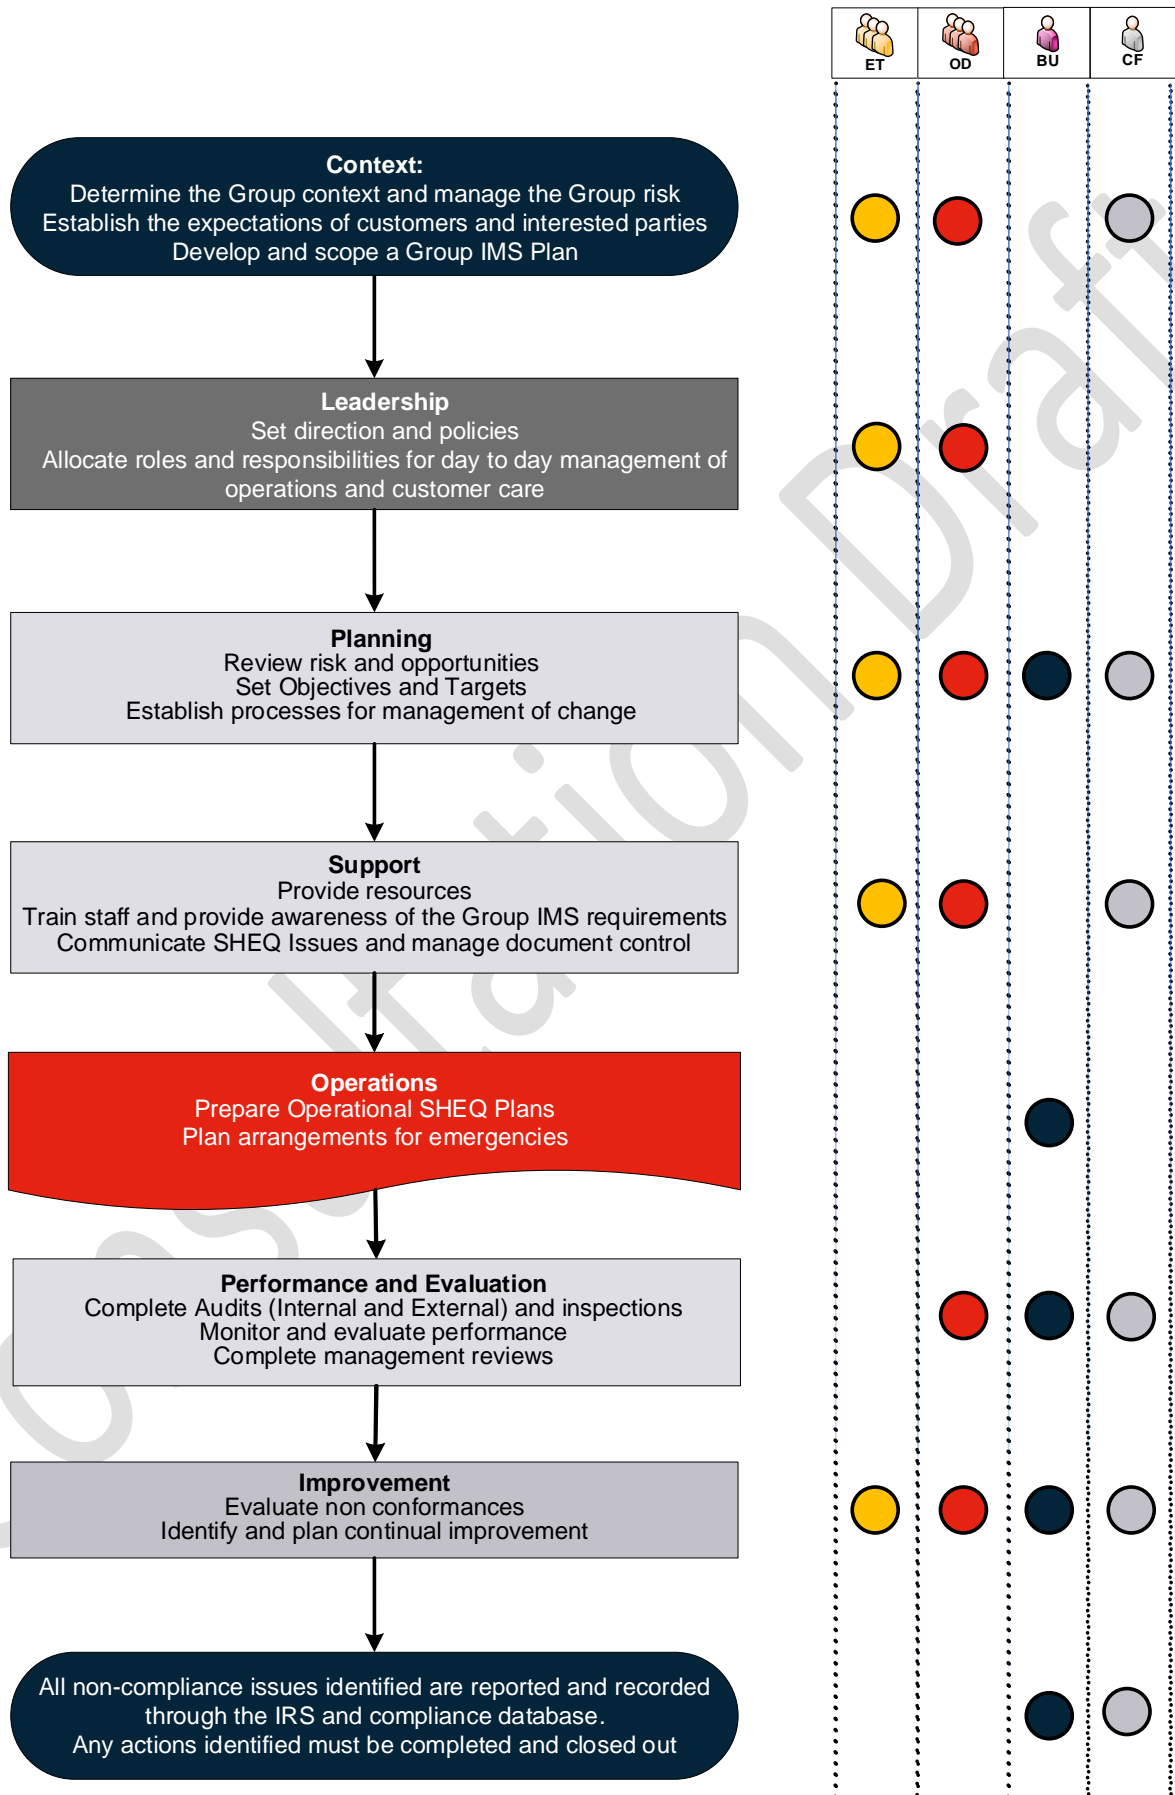 ET OD BU CF
Context:
Determine the Group context and manage the Group risk
Establish the expectations of customers and interested parties
Develop and scope a Group IMS Plan
Leadership
Set direction and policies
Allocate roles and responsibilities for day to day management of
operations and customer care
Planning
Review risk and opportunities
Set Objectives and Targets
Establish processes for management of change
Support
Provide resources
Train staff and provide awareness of the Group IMS requirements
Communicate SHEQ Issues and manage document control
Operations
Prepare Operational SHEQ Plans
Plan arrangements for emergencies
Performance and Evaluation
Complete Audits (Internal and External) and inspections
Monitor and evaluate performance
Complete management reviews
Improvement
Evaluate non conformances
Identify and plan continual improvement
All non-compliance issues identified are reported and recorded
through the IRS and compliance database.
Any actions identified must be completed and closed out
Consultation Draft